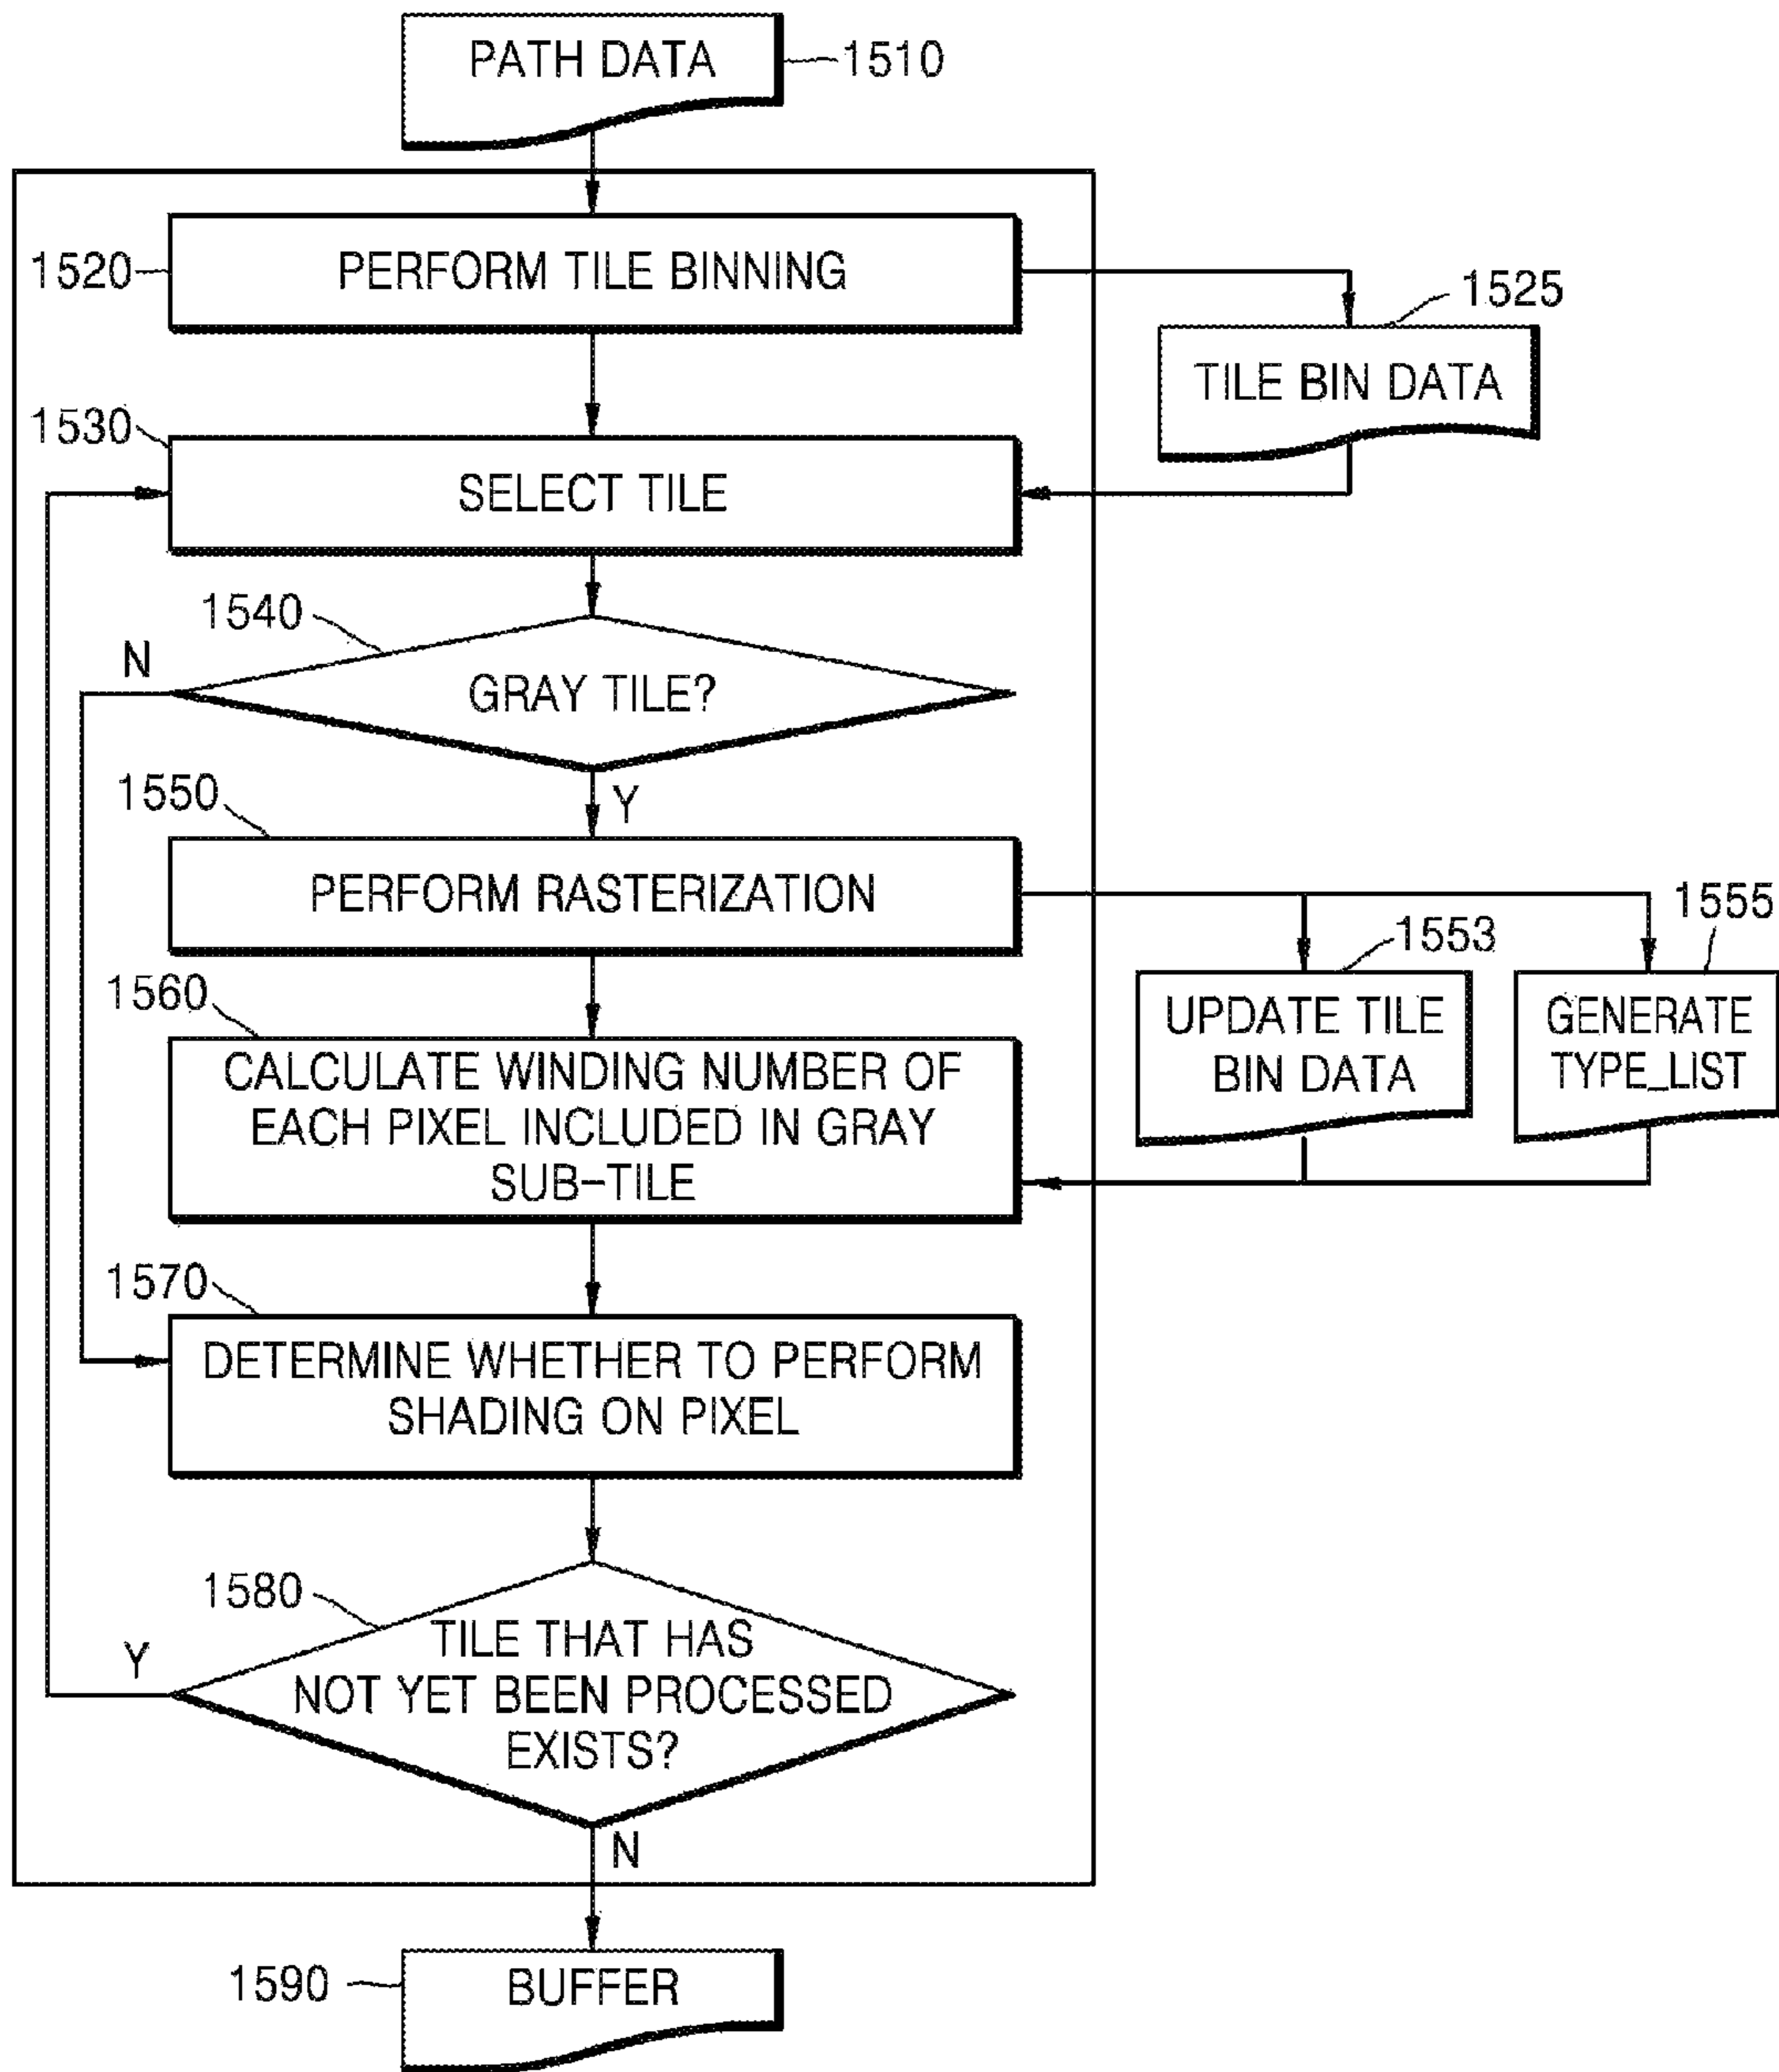 PATH DATA
1510
1520
PERFORM TILE BINNING
1525
TILE BIN DATA
1530
SELECT TILE
1540
N
GRAY TILE?
Y
1550
PERFORM RASTERIZATION
1553
UPDATE TILE
BIN DATA
1555
GENERATE
TYPE_LIST
1560
CALCULATE WINDING NUMBER OF
EACH PIXEL INCLUDED IN GRAY
SUB-TILE
1570
DETERMINE WHETHER TO PERFORM
SHADING ON PIXEL
1580
Y
TILE THAT HAS
NOT YET BEEN PROCESSED
EXISTS?
N
1590
BUFFER